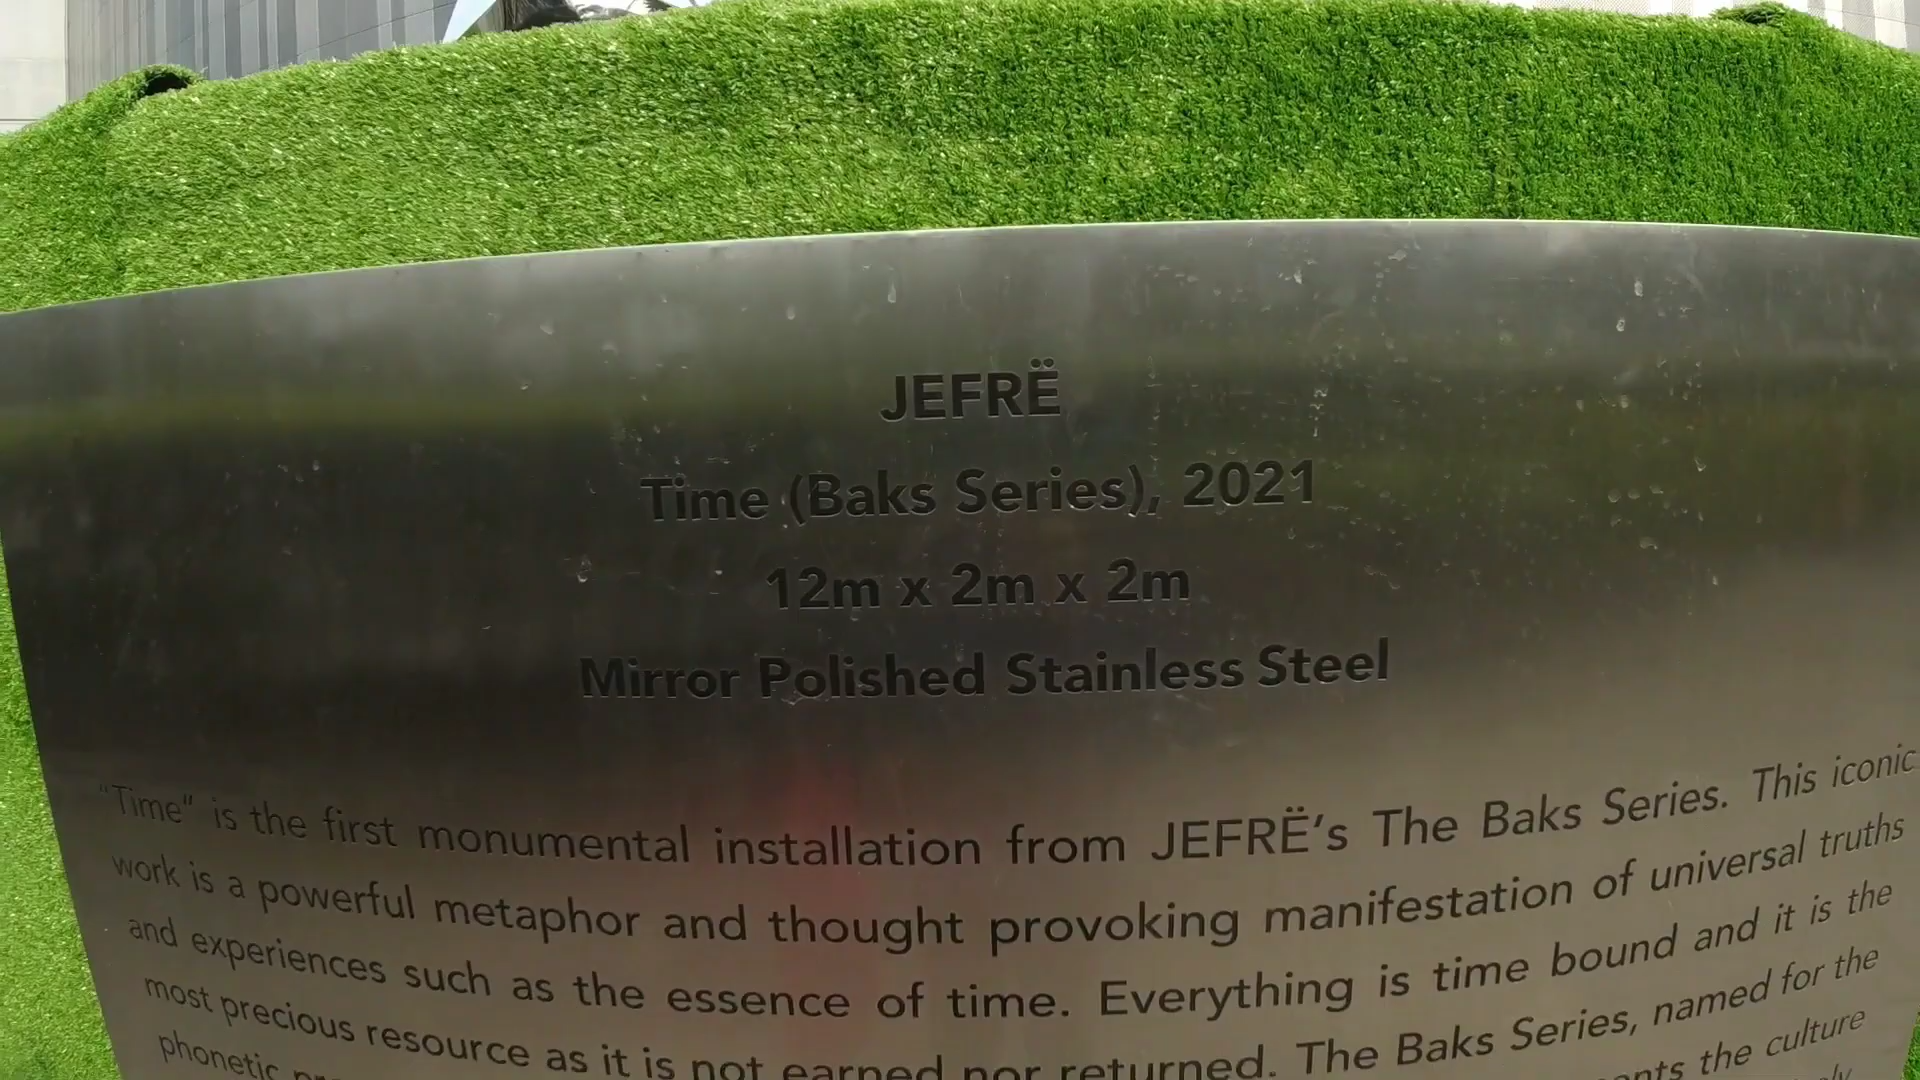 JEFRË
Time (Baks Series), 2021
12m x 2m x 2m
Mirror Polished Stainless Steel
"Time" is the first monumental installation from JEFRË's The Baks Series. This iconic
work is a powerful metaphor and thought provoking manifestation of universal truths
and experiences such as the essence of time. Everything is time bound and it is the
most precious resource as it is not earned nor returned. The Baks Series, named for the
phonetic the culture